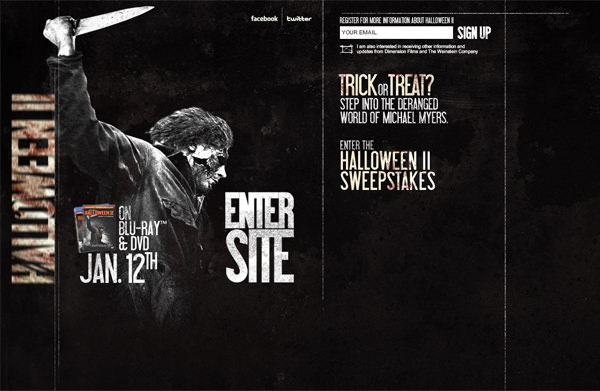 facebook
twitter
REGISTER FOR MORE INFORMATION ABOUT HALLOWEEN II
YOUR EMAIL
SIGN UP
I am also interested in receiving other information and
updates from Dimension Films and The Weinstein Company
TRICK OR TREAT?
STEP INTO THE DERANGED
WORLD OF MICHAEL MYERS.
ENTER THE
HALLOWEEN II
SWEEPSTAKES
HALLOWEEN II
ON
BLU-RAY™
& DVD
JAN. 12TH
ENTER
SITE